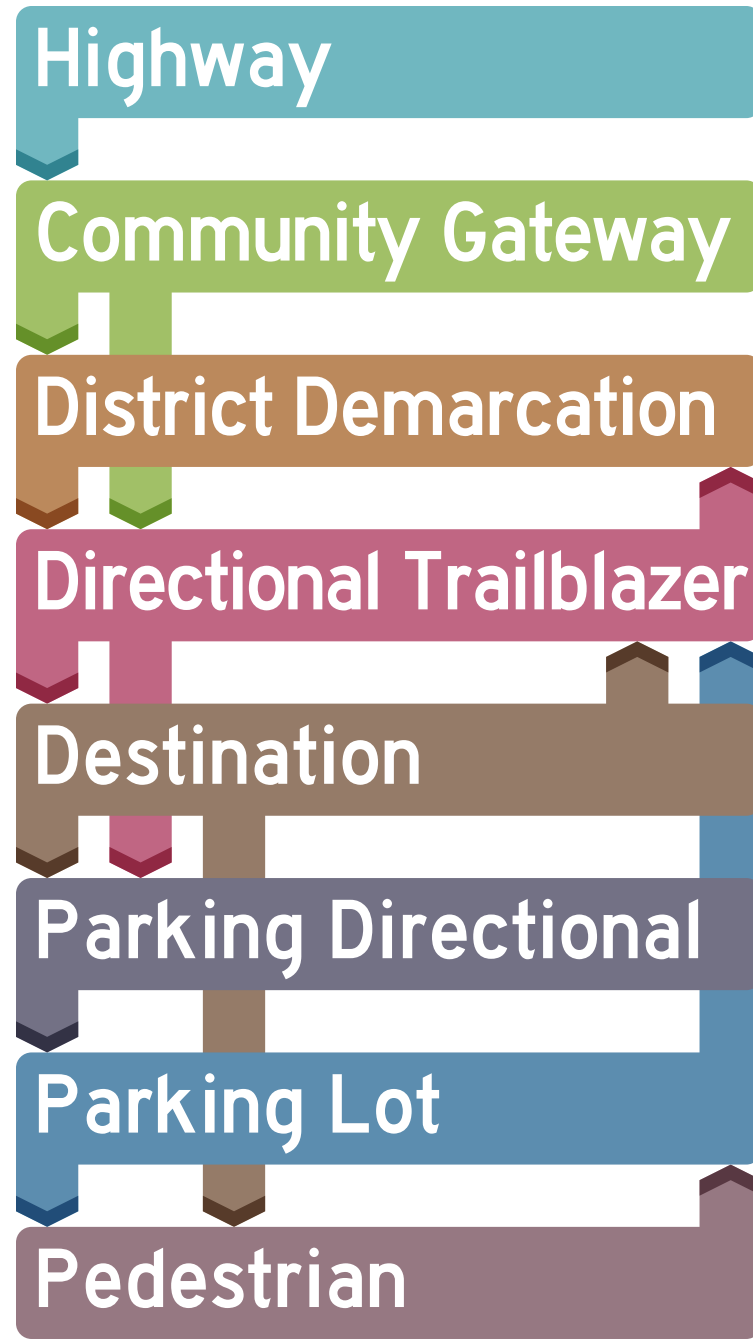 Highway
Community Gateway
District Demarcation
Directional Trailblazer
Destination
Parking Directional
Parking Lot
Pedestrian